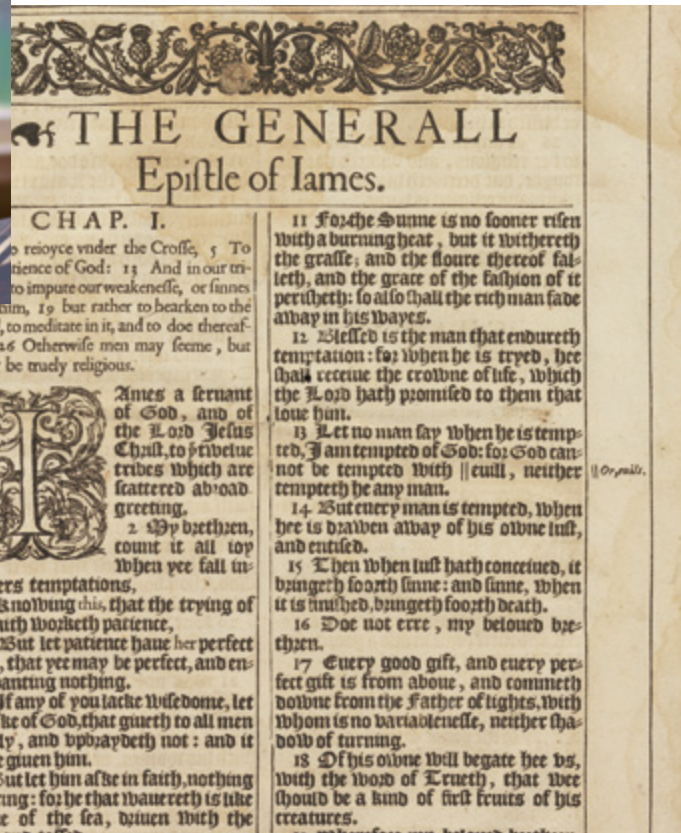 THE GENERALL
Epistle of Iames.
CHAP. I.
reioyce vnder the Crosse, 5 To
tience of God: 13 And in our tri-
to impute our weakenesse, or sinnes
him, 19 but rather to hearken to the
, to meditate in it, and to doe thereaf-
26 Otherwise men may seeme, but
be truely religious.
IAmes a seruant
of God, and of
the Lord Jesus
Christ, to yͤ twelue
tribes which are
scattered abroad
greeting.
2 My brethren,
count it all ioy
when yee fall in-
ers temptations,
Knowing this, that the trying of
aith worketh patience,
But let patience haue her perfect
, that yee may be perfect, and en-
anting nothing.
If any of you lacke wisedome, let
ke of God, that giueth to all men
ly, and vpbraydeth not: and it
e giuen him.
But let him aske in faith, nothing
ring: for he that wauereth is like
e of the sea, driuen with the
11 For the Sunne is no sooner risen
with a burning heat, but it withereth
the grasse; and the floure thereof fal-
leth, and the grace of the fashion of it
perisheth: so also shall the rich man fade
away in his wayes.
12 Blessed is the man that endureth
temptation: for when he is tryed, hee
shall receiue the crowne of life, which
the Lord hath promised to them that
loue him.
13 Let no man say when he is temp-
ted, I am tempted of God: for God can-
not be tempted with ||euill, neither
tempteth he any man.
14 But euery man is tempted, when
hee is drawen away of his owne lust,
and entised.
15 Then when lust hath conceiued, it
bringeth foorth sinne: and sinne, when
it is finished, bringeth foorth death.
16 Doe not erre, my beloued bre-
thren.
17 Euery good gift, and euery per-
fect gift is from aboue, and commeth
downe from the Father of lights, with
whom is no variablenesse, neither sha-
dow of turning.
18 Of his owne will begate hee vs,
with the word of Trueth, that wee
should be a kind of first fruits of his
creatures.
|| Or, euils.